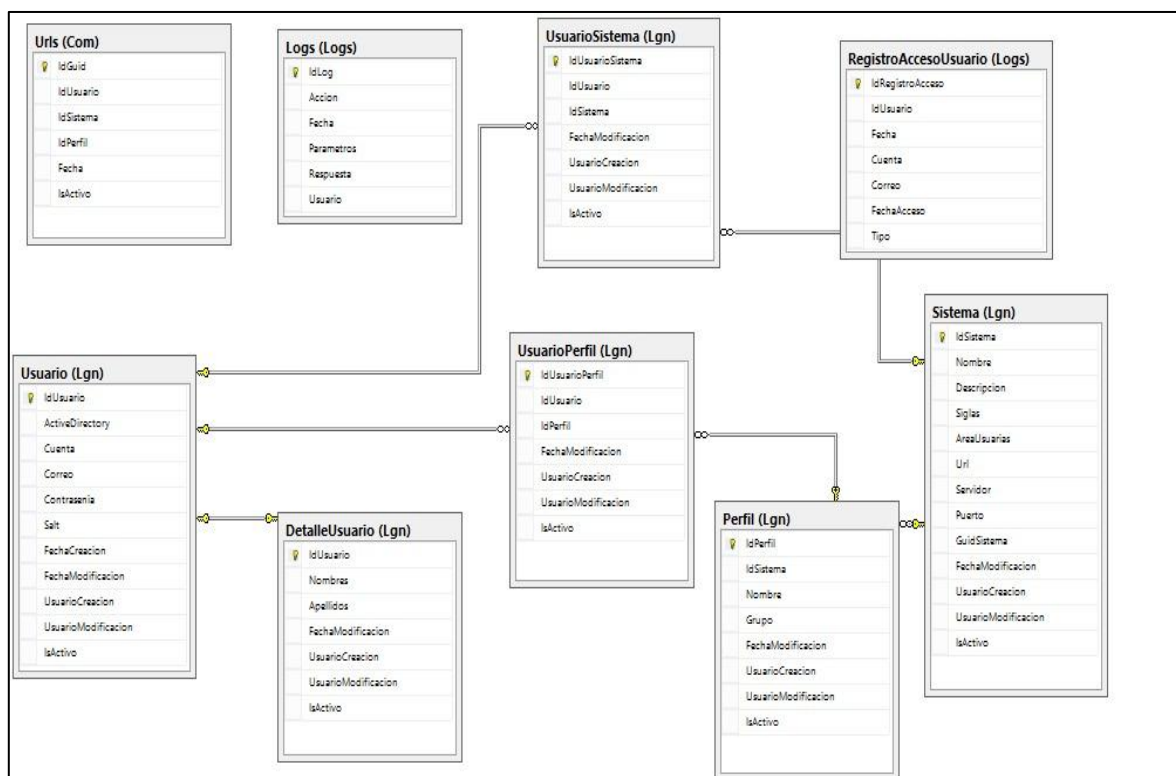 Urls (Com)
IdGuid
IdUsuario
IdSistema
IdPerfil
Fecha
IsActivo
Logs (Logs)
IdLog
Accion
Fecha
Parametros
Respuesta
Usuario
UsuarioSistema (Lgn)
IdUsuarioSistema
IdUsuario
IdSistema
FechaModificacion
UsuarioCreacion
UsuarioModificacion
IsActivo
RegistroAccesoUsuario (Logs)
IdRegistroAcceso
IdUsuario
Fecha
Cuenta
Correo
FechaAcceso
Tipo
Usuario (Lgn)
IdUsuario
ActiveDirectory
Cuenta
Correo
Contrasenia
Salt
FechaCreacion
FechaModificacion
UsuarioCreacion
UsuarioModificacion
IsActivo
DetalleUsuario (Lgn)
IdUsuario
Nombres
Apellidos
FechaModificacion
UsuarioCreacion
UsuarioModificacion
IsActivo
UsuarioPerfil (Lgn)
IdUsuarioPerfil
IdUsuario
IdPerfil
FechaModificacion
UsuarioCreacion
UsuarioModificacion
IsActivo
Perfil (Lgn)
IdPerfil
IdSistema
Nombre
Grupo
FechaModificacion
UsuarioCreacion
UsuarioModificacion
IsActivo
Sistema (Lgn)
IdSistema
Nombre
Descripcion
Siglas
AreaUsuarias
Url
Servidor
Puerto
GuidSistema
FechaModificacion
UsuarioCreacion
UsuarioModificacion
IsActivo